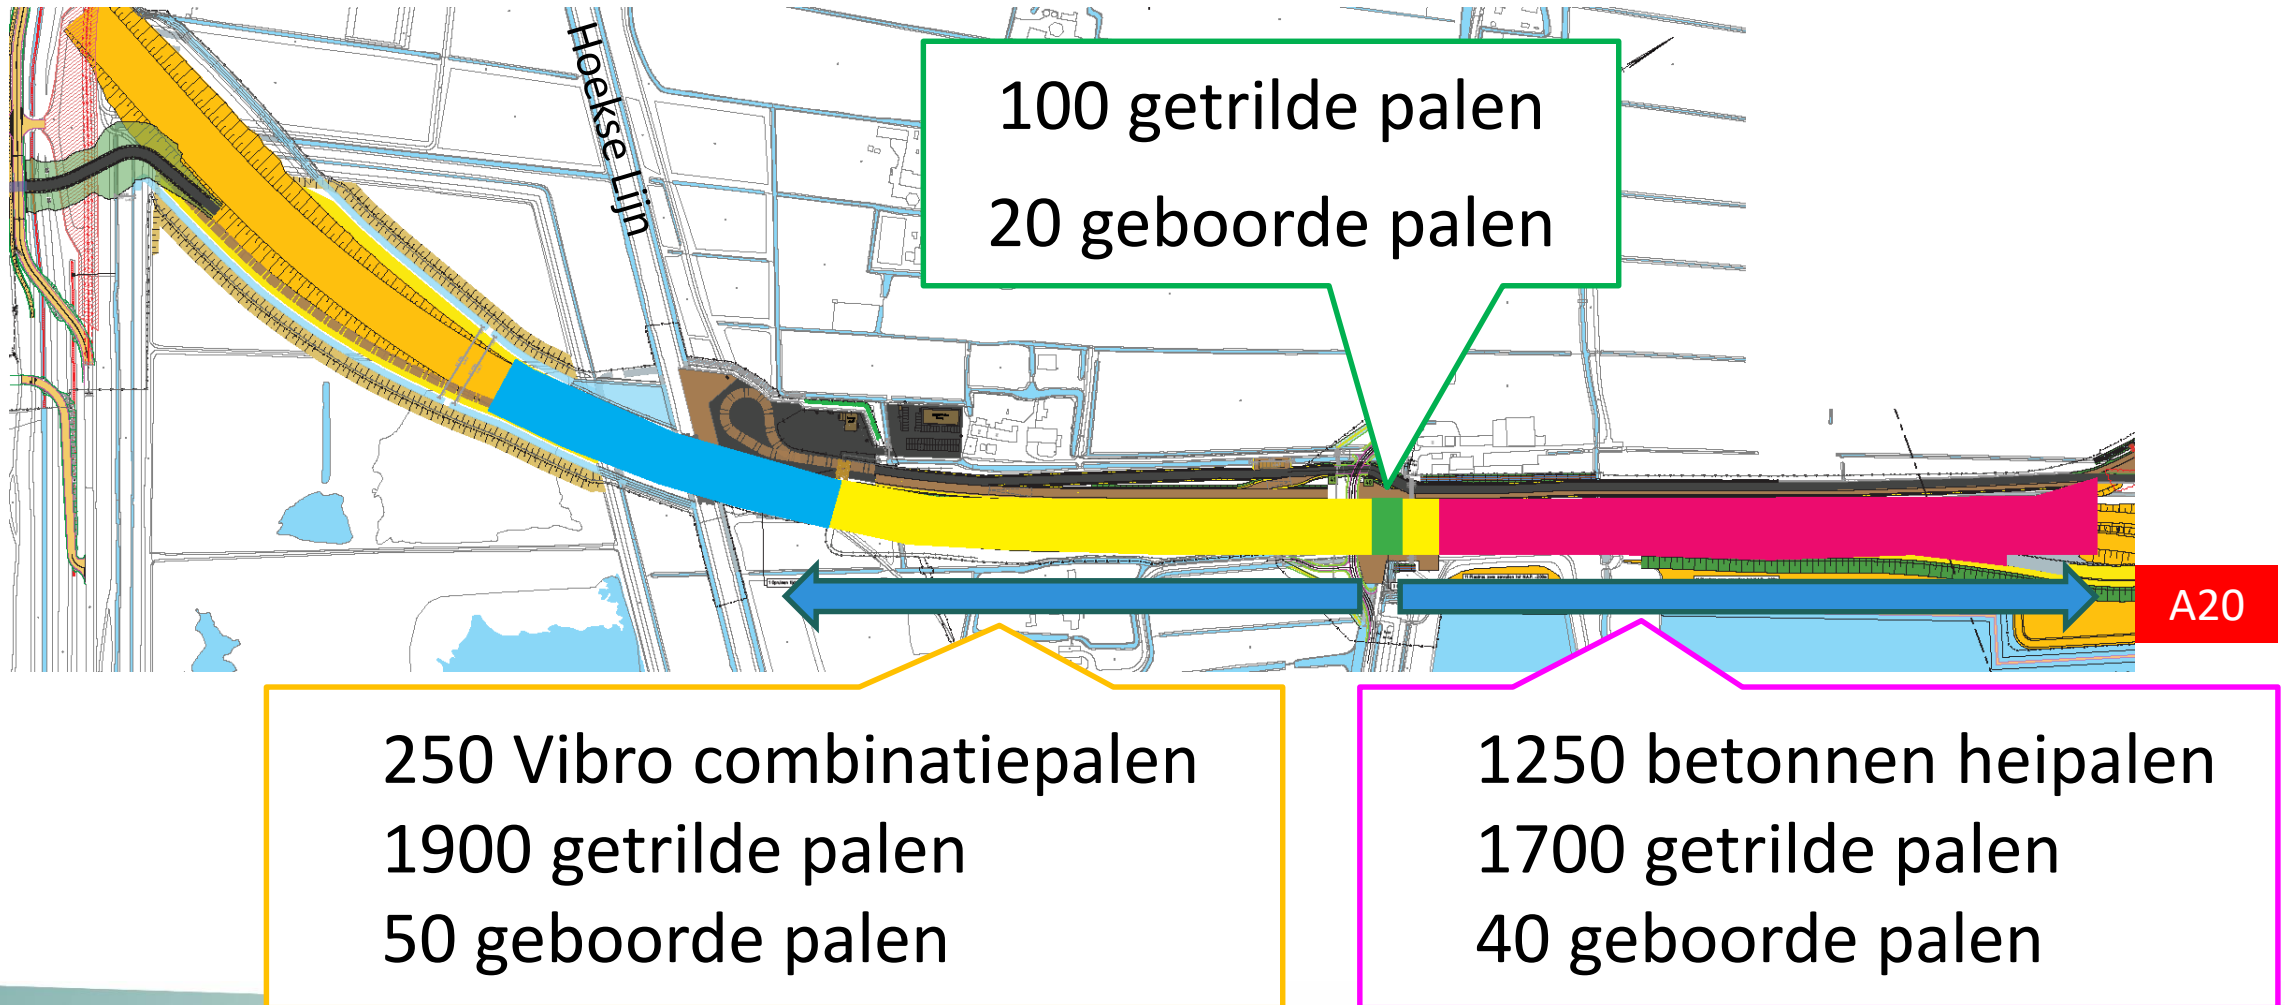 Hoekse Lijn
100 getrilde palen
20 geboorde palen
A20
250 Vibro combinatiepalen
1900 getrilde palen
50 geboorde palen
1250 betonnen heipalen
1700 getrilde palen
40 geboorde palen